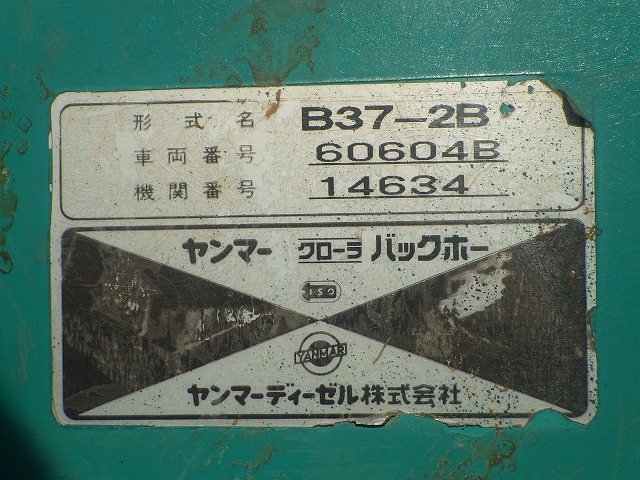 形式名 B37-2B
車両番号 60604B
機関番号 14634
ヤンマー クローラ バックホー
ISO
YANMAR
ヤンマーディーゼル株式会社